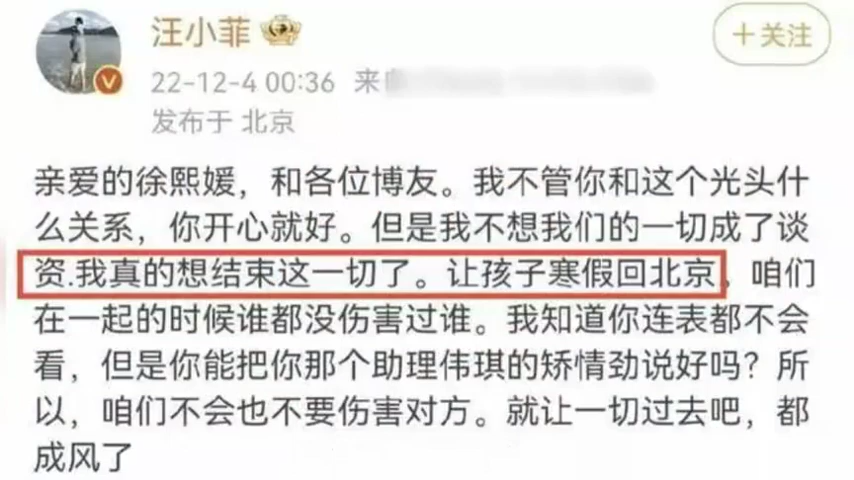 汪小菲
+关注
22-12-4 00:36 来
发布于 北京
亲爱的徐熙媛，和各位博友。我不管你和这个光头什
么关系，你开心就好。但是我不想我们的一切成了谈
资.我真的想结束这一切了。让孩子寒假回北京，咱们
在一起的时候谁都没伤害过谁。我知道你连表都不会
看，但是你能把你那个助理伟琪的矫情劲说好吗？所
以，咱们不会也不要伤害对方。就让一切过去吧，都
成风了